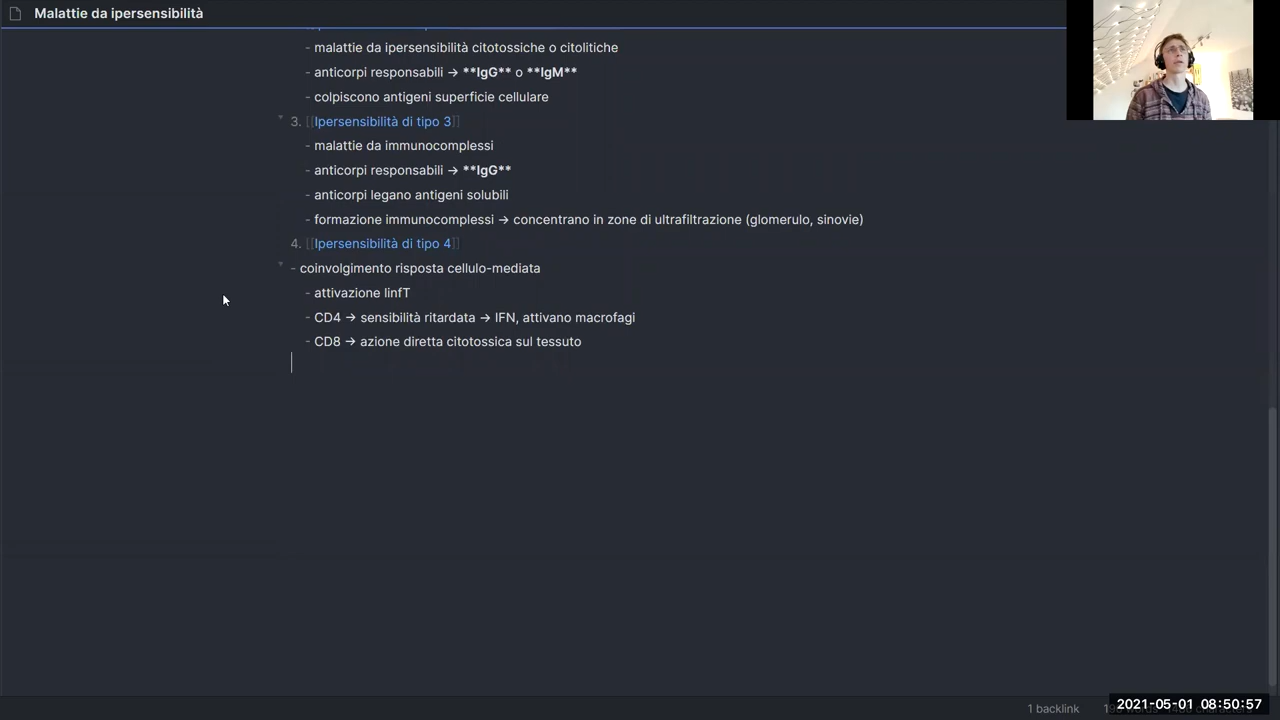 Malattie da ipersensibilità
- malattie da ipersensibilità citotossiche o citolitiche
- anticorpi responsabili → **IgG** o **IgM**
- colpiscono antigeni superficie cellulare
3. [[Ipersensibilità di tipo 3]]
- malattie da immunocomplessi
- anticorpi responsabili → **IgG**
- anticorpi legano antigeni solubili
- formazione immunocomplessi → concentrano in zone di ultrafiltrazione (glomerulo, sinovie)
4. [[Ipersensibilità di tipo 4]]
- coinvolgimento risposta cellulo-mediata
- attivazione linfT
- CD4 → sensibilità ritardata → IFN, attivano macrofagi
- CD8 → azione diretta citotossica sul tessuto
1 backlink
2021-05-01 08:50:57